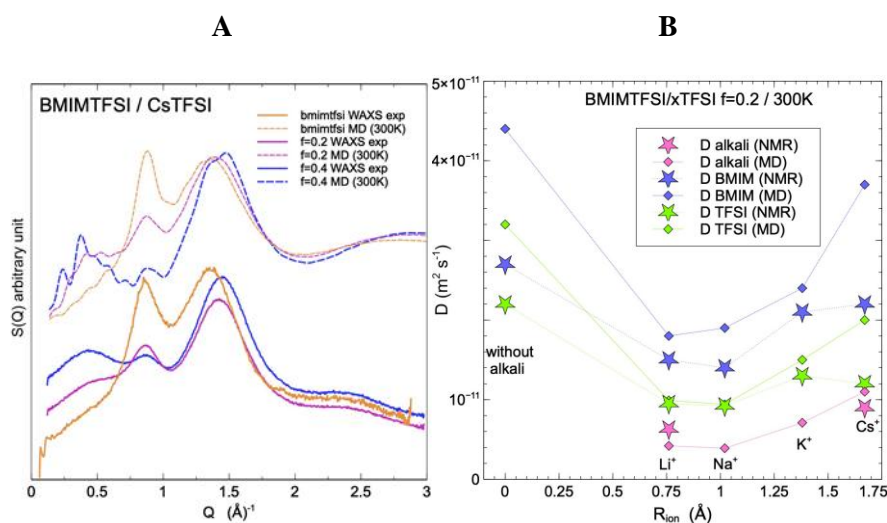 A
B
BMIMTFSI / CsTFSI
bmimtfsi WAXS exp
bmimtfsi MD (300K)
f=0.2 WAXS exp
f=0.2 MD (300K)
f=0.4 WAXS exp
f=0.4 MD (300K)
S(Q) arbitrary unit
0 0.5 1 1.5 2 2.5 3
Q (Å)⁻¹
BMIMTFSI/xTFSI f=0.2 / 300K
D alkali (NMR)
D alkali (MD)
D BMIM (NMR)
D BMIM (MD)
D TFSI (NMR)
D TFSI (MD)
5×10⁻¹¹
4×10⁻¹¹
D (m² s⁻¹)
10⁻¹¹
0
without
alkali
Li⁺
Na⁺
K⁺
Cs⁺
0 0.25 0.5 0.75 1 1.25 1.5 1.75
R_ion (Å)